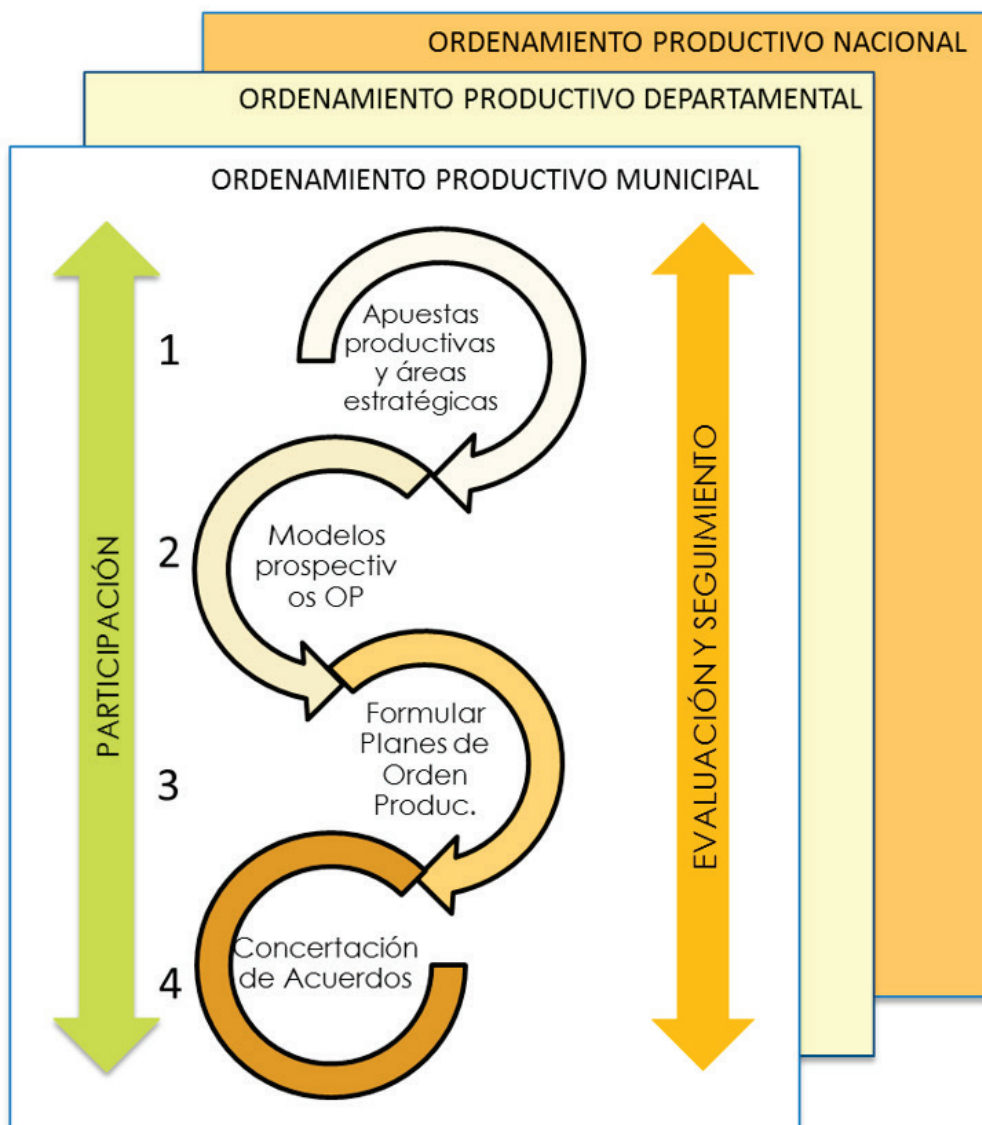 ORDENAMIENTO PRODUCTIVO NACIONAL
ORDENAMIENTO PRODUCTIVO DEPARTAMENTAL
ORDENAMIENTO PRODUCTIVO MUNICIPAL
PARTICIPACIÓN
1
Apuestas
productivas
y áreas
estratégicas
2
Modelos
prospectiv
os OP
3
Formular
Planes de
Orden
Produc.
4
Concertación
de Acuerdos
EVALUACIÓN Y SEGUIMIENTO